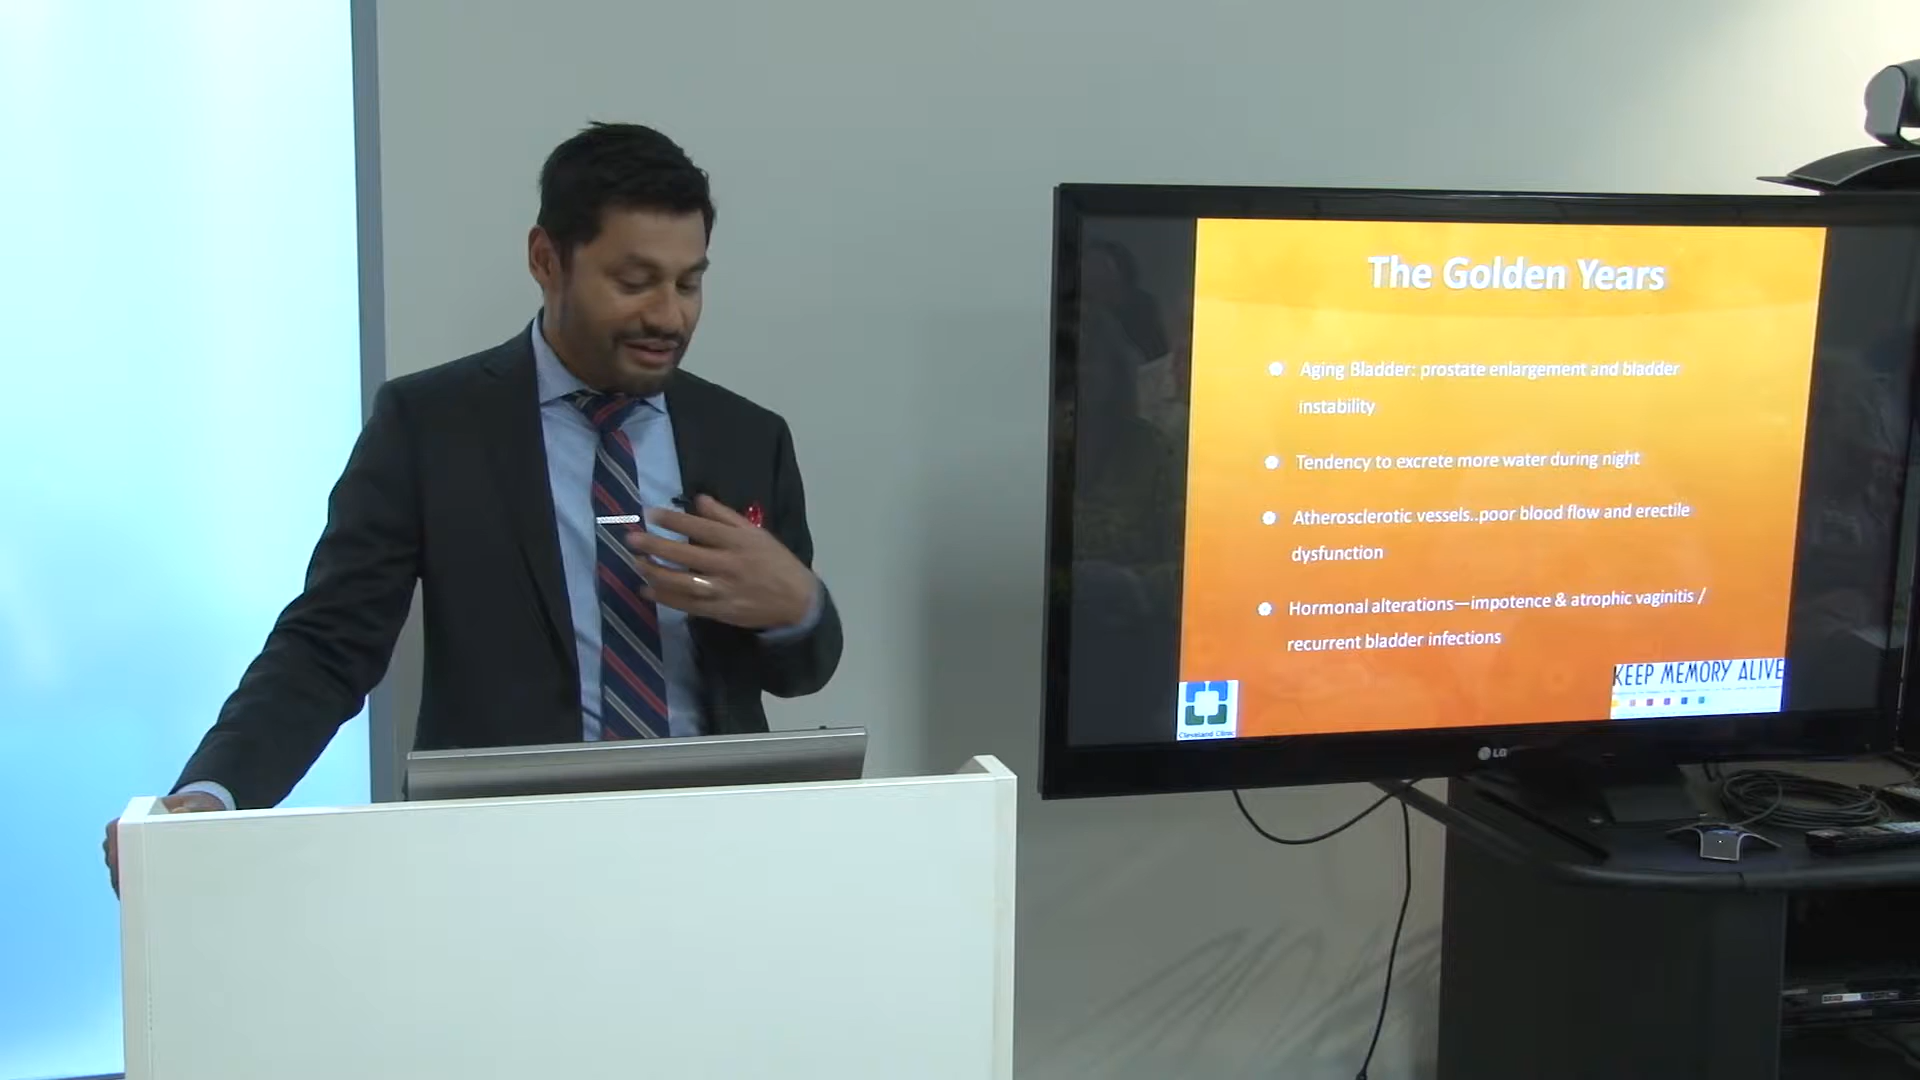 The Golden Years
Aging Bladder: prostate enlargement and bladder
instability
Tendency to excrete more water during night
Atherosclerotic vessels..poor blood flow and erectile
dysfunction
Hormonal alterations—impotence & atrophic vaginitis /
recurrent bladder infections
KEEP MEMORY ALIVE
Cleveland Clinic
LG